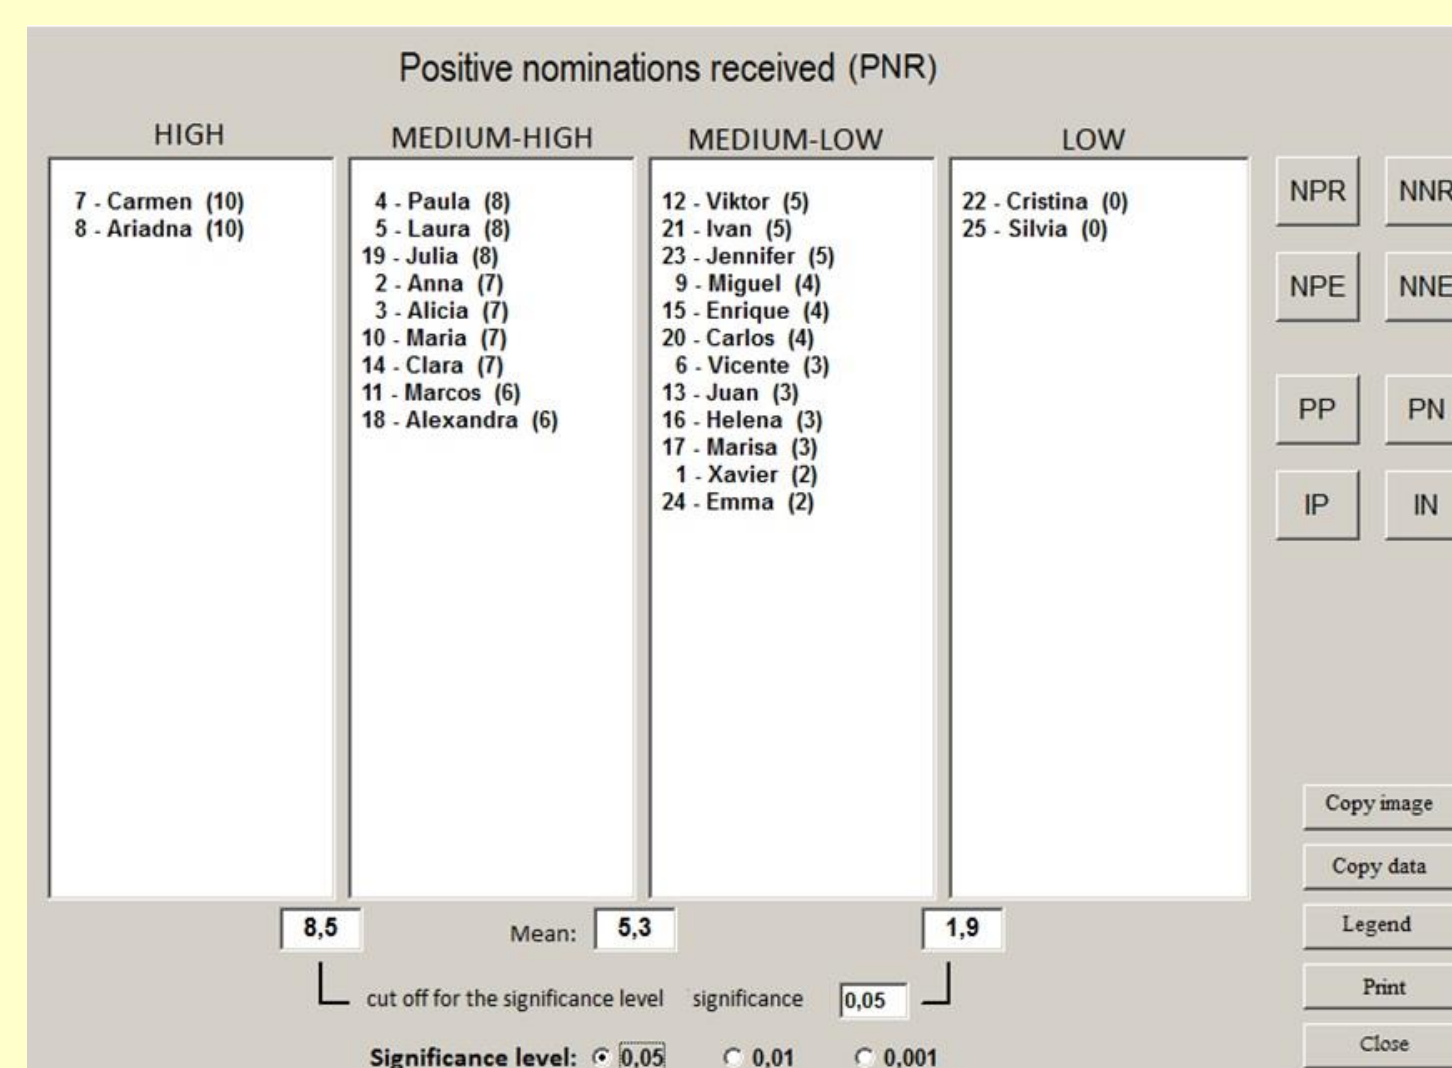 Positive nominations received (PNR)
HIGH
7 - Carmen (10)
8 - Ariadna (10)
MEDIUM-HIGH
4 - Paula (8)
5 - Laura (8)
19 - Julia (8)
2 - Anna (7)
3 - Alicia (7)
10 - Maria (7)
14 - Clara (7)
11 - Marcos (6)
18 - Alexandra (6)
MEDIUM-LOW
12 - Viktor (5)
21 - Ivan (5)
23 - Jennifer (5)
9 - Miguel (4)
15 - Enrique (4)
20 - Carlos (4)
6 - Vicente (3)
13 - Juan (3)
16 - Helena (3)
17 - Marisa (3)
1 - Xavier (2)
24 - Emma (2)
LOW
22 - Cristina (0)
25 - Silvia (0)
NPR NNR
NPE NNE
PP PN
IP IN
Copy image
Copy data
Legend
Print
Close
8,5 Mean: 5,3 1,9
cut off for the significance level significance 0,05
Significance level: 0,05 0,01 0,001